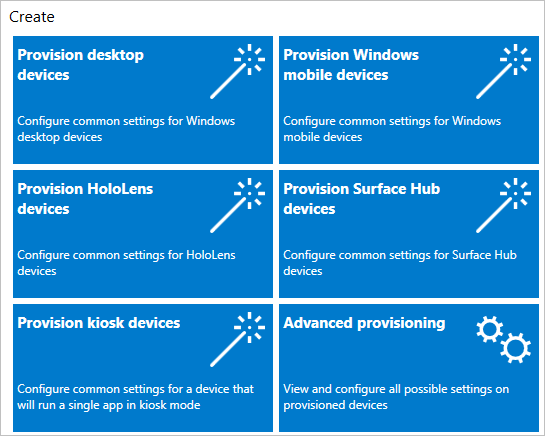 Create
Provision desktop
devices
Configure common settings for Windows
desktop devices
Provision Windows
mobile devices
Configure common settings for Windows
mobile devices
Provision HoloLens
devices
Configure common settings for HoloLens
devices
Provision Surface Hub
devices
Configure common settings for Surface Hub
devices
Provision kiosk devices
Configure common settings for a device that
will run a single app in kiosk mode
Advanced provisioning
View and configure all possible settings on
provisioned devices